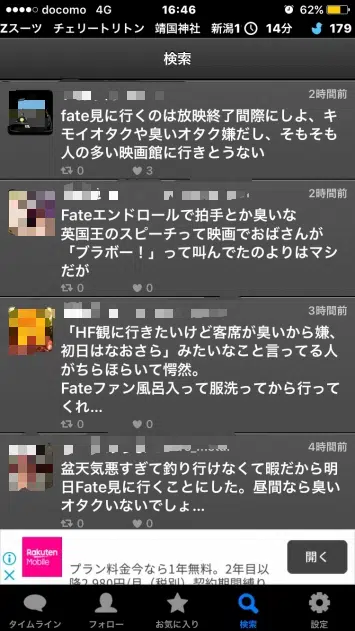 docomo 4G 16:46 62%
Zスーツ チェリートリトン 靖国神社 新潟1 14分 179
検索
2時間前
fate見に行くのは放映終了間際にしよ、キ
モイオタクや臭いオタク嫌だし、そもそも
人の多い映画館に行きとうない
0 3
2時間前
Fateエンドロールで拍手とか臭いな
英国王のスピーチって映画でおばさんが
「ブラボー！」って叫んでたのよりはマシ
だが
0 0
3時間前
「HF観に行きたいけど客席が臭いから嫌、
初日はなおさら」みたいなこと言ってる人
がちらほらいて愕然。
Fateファン風呂入って服洗ってから行って
くれ...
0 0
4時間前
盆天気悪すぎて釣り行けなくて暇だから明
日Fate見に行くことにした。昼間なら臭い
オタクいないでしょ...
0 0
Rakuten
Mobile
プラン料金今なら1年無料。2年目以
降2,980円/月（税別）契約期間縛り
開く
タイムライン フォロー お気に入り 検索 設定